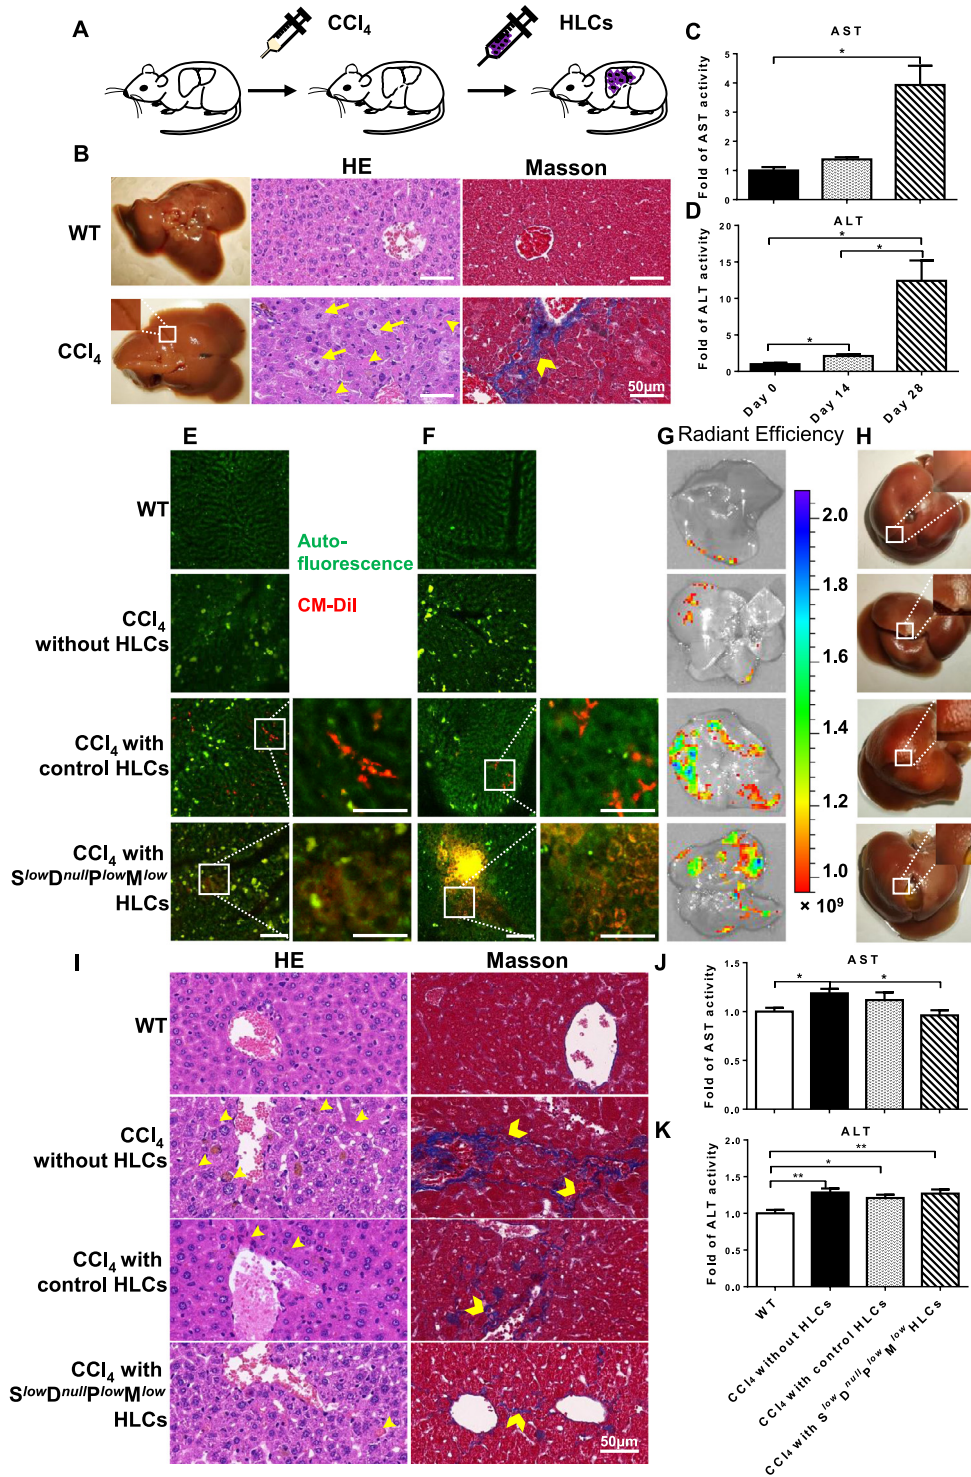 A
CCl₄
HLCs
C
AST
Fold of AST activity
5
4
3
2
1
0
*
B
HE
Masson
WT
CCl₄
50μm
D
ALT
Fold of ALT activity
20
15
10
5
0
*
*
*
Day 0
Day 14
Day 28
E
F
G
Radiant Efficiency
H
WT
Auto-
fluorescence
CM-DiI
CCl₄
without HLCs
CCl₄ with
control HLCs
CCl₄ with
SˡᵒʷDⁿᵘˡˡPˡᵒʷMˡᵒʷ
HLCs
2.0
1.8
1.6
1.4
1.2
1.0
× 10⁹
I
HE
Masson
WT
CCl₄
without HLCs
CCl₄ with
control HLCs
CCl₄ with
SˡᵒʷDⁿᵘˡˡPˡᵒʷMˡᵒʷ
HLCs
50μm
J
AST
Fold of AST activity
1.5
1.0
0.5
0.0
*
*
K
ALT
Fold of ALT activity
2.0
1.5
1.0
0.5
0.0
**
*
**
WT
CCl₄ without HLCs
CCl₄ with control HLCs
CCl₄ with SˡᵒʷDⁿᵘˡˡPˡᵒʷMˡᵒʷHLCs